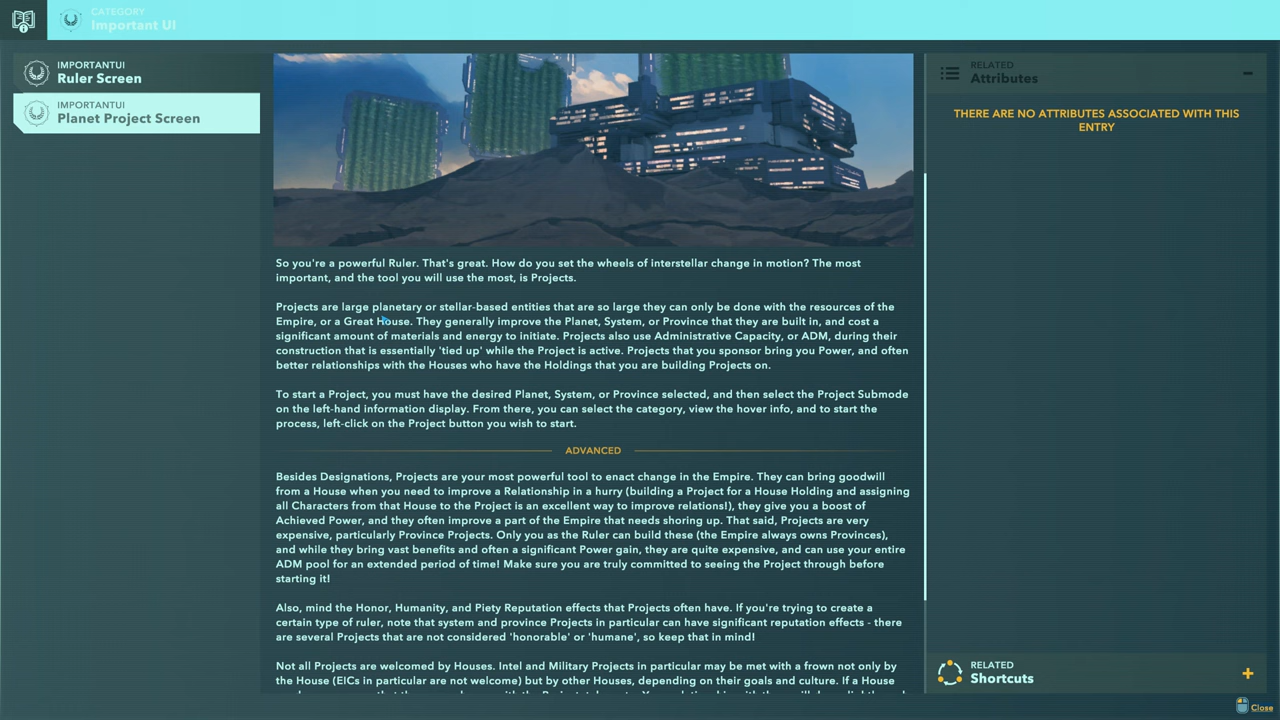 CATEGORY
Important UI
IMPORTANTUI
Ruler Screen
IMPORTANTUI
Planet Project Screen
So you're a powerful Ruler. That's great. How do you set the wheels of interstellar change in motion? The most
important, and the tool you will use the most, is Projects.
Projects are large planetary or stellar-based entities that are so large they can only be done with the resources of the
Empire, or a Great House. They generally improve the Planet, System, or Province that they are built in, and cost a
significant amount of materials and energy to initiate. Projects also use Administrative Capacity, or ADM, during their
construction that is essentially 'tied up' while the Project is active. Projects that you sponsor bring you Power, and often
better relationships with the Houses who have the Holdings that you are building Projects on.
To start a Project, you must have the desired Planet, System, or Province selected, and then select the Project Submode
on the left-hand information display. From there, you can select the category, view the hover info, and to start the
process, left-click on the Project button you wish to start.
ADVANCED
Besides Designations, Projects are your most powerful tool to enact change in the Empire. They can bring goodwill
from a House when you need to improve a Relationship in a hurry (building a Project for a House Holding and assigning
all Characters from that House to the Project is an excellent way to improve relations!), they give you a boost of
Achieved Power, and they often improve a part of the Empire that needs shoring up. That said, Projects are very
expensive, particularly Province Projects. Only you as the Ruler can build these (the Empire always owns Provinces),
and while they bring vast benefits and often a significant Power gain, they are quite expensive, and can use your entire
ADM pool for an extended period of time! Make sure you are truly committed to seeing the Project through before
starting it!
Also, mind the Honor, Humanity, and Piety Reputation effects that Projects often have. If you're trying to create a
certain type of ruler, note that system and province Projects in particular can have significant reputation effects - there
are several Projects that are not considered 'honorable' or 'humane', so keep that in mind!
Not all Projects are welcomed by Houses. Intel and Military Projects in particular may be met with a frown not only by
the House (EICs in particular are not welcome) but by other Houses, depending on their goals and culture. If a House
RELATED
Attributes
THERE ARE NO ATTRIBUTES ASSOCIATED WITH THIS
ENTRY
RELATED
Shortcuts
Close